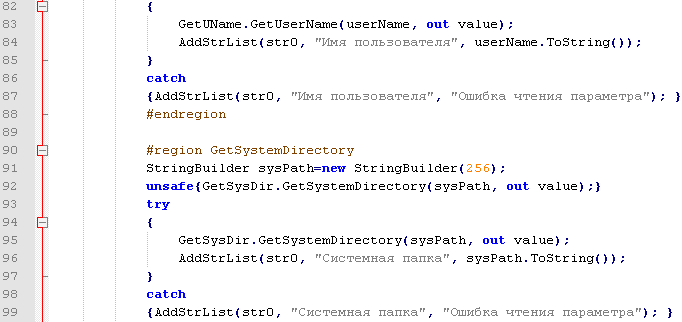 82 {
83 GetUName.GetUserName(userName, out value);
84 AddStrList(str0, "Имя пользователя", userName.ToString());
85 }
86 catch
87 {AddStrList(str0, "Имя пользователя", "Ошибка чтения параметра"); }
88 #endregion
89
90 #region GetSystemDirectory
91 StringBuilder sysPath=new StringBuilder(256);
92 unsafe{GetSysDir.GetSystemDirectory(sysPath, out value);}
93 try
94 {
95 GetSysDir.GetSystemDirectory(sysPath, out value);
96 AddStrList(str0, "Системная папка", sysPath.ToString());
97 }
98 catch
99 {AddStrList(str0, "Системная папка", "Ошибка чтения параметра"); }